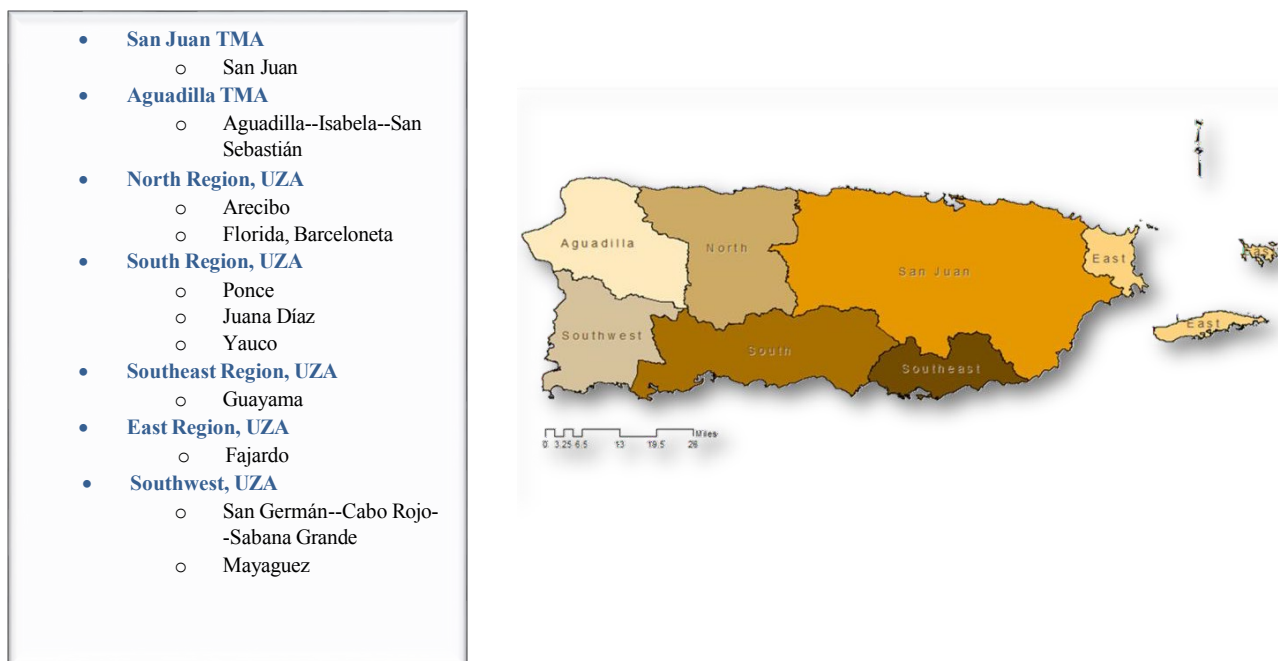 • San Juan TMA
o San Juan
• Aguadilla TMA
o Aguadilla--Isabela--San
Sebastián
• North Region, UZA
o Arecibo
o Florida, Barceloneta
• South Region, UZA
o Ponce
o Juana Díaz
o Yauco
• Southeast Region, UZA
o Guayama
• East Region, UZA
o Fajardo
• Southwest, UZA
o San Germán--Cabo Rojo-
-Sabana Grande
o Mayaguez
Aguadilla
North
San Juan
East
East
East
Southwest
South
Southeast
Miles
0 3.25 6.5 13 19.5 26